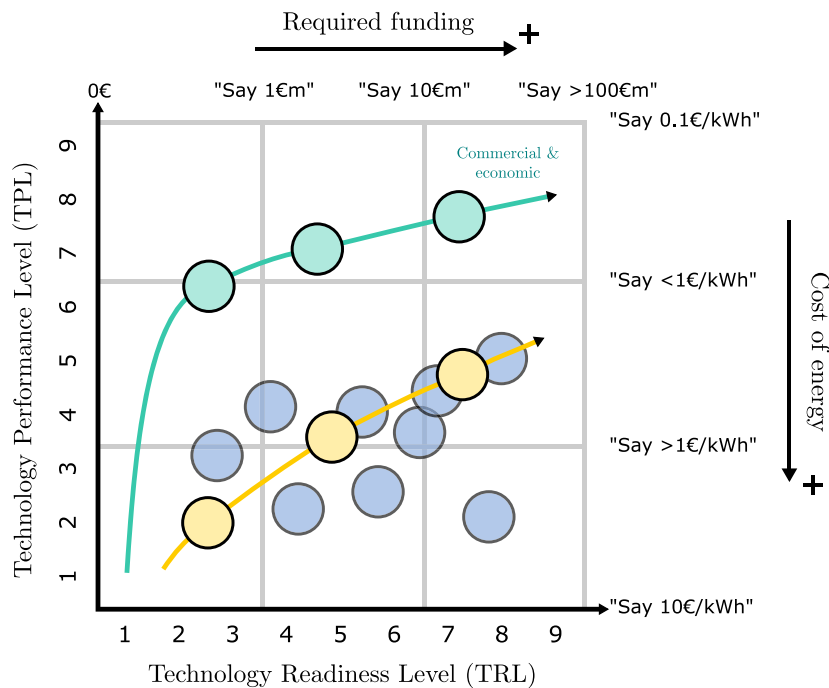 Required funding
+
0€
"Say 1€m"
"Say 10€m"
"Say >100€m"
"Say 0.1€/kWh"
Commercial &
economic
"Say <1€/kWh"
"Say >1€/kWh"
"Say 10€/kWh"
Cost of energy
+
Technology Performance Level (TPL)
9
8
7
6
5
4
3
2
1
1 2 3 4 5 6 7 8 9
Technology Readiness Level (TRL)